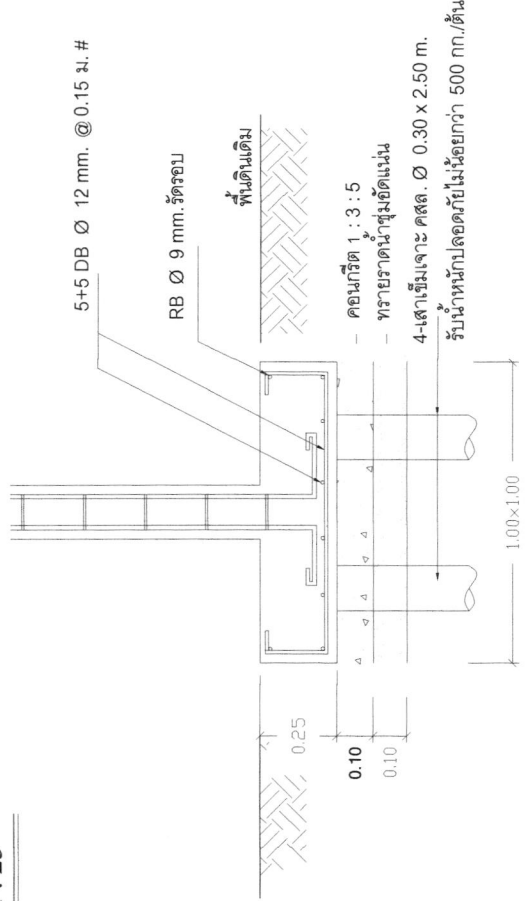 5+5 DB Ø 12 mm. @ 0.15 ม. #
RB Ø 9 mm. รัดรอบ
พื้นดินเดิม
คอนกรีต 1 : 3 : 5
ทรายราดน้ำชุ่มอัดแน่น
4-เสาเข็มเจาะ คสล. Ø 0.30 x 2.50 m.
รับน้ำหนักปลอดภัยไม่น้อยกว่า 500 กก./ต้น
0.25
0.10
0.10
1.00×1.00